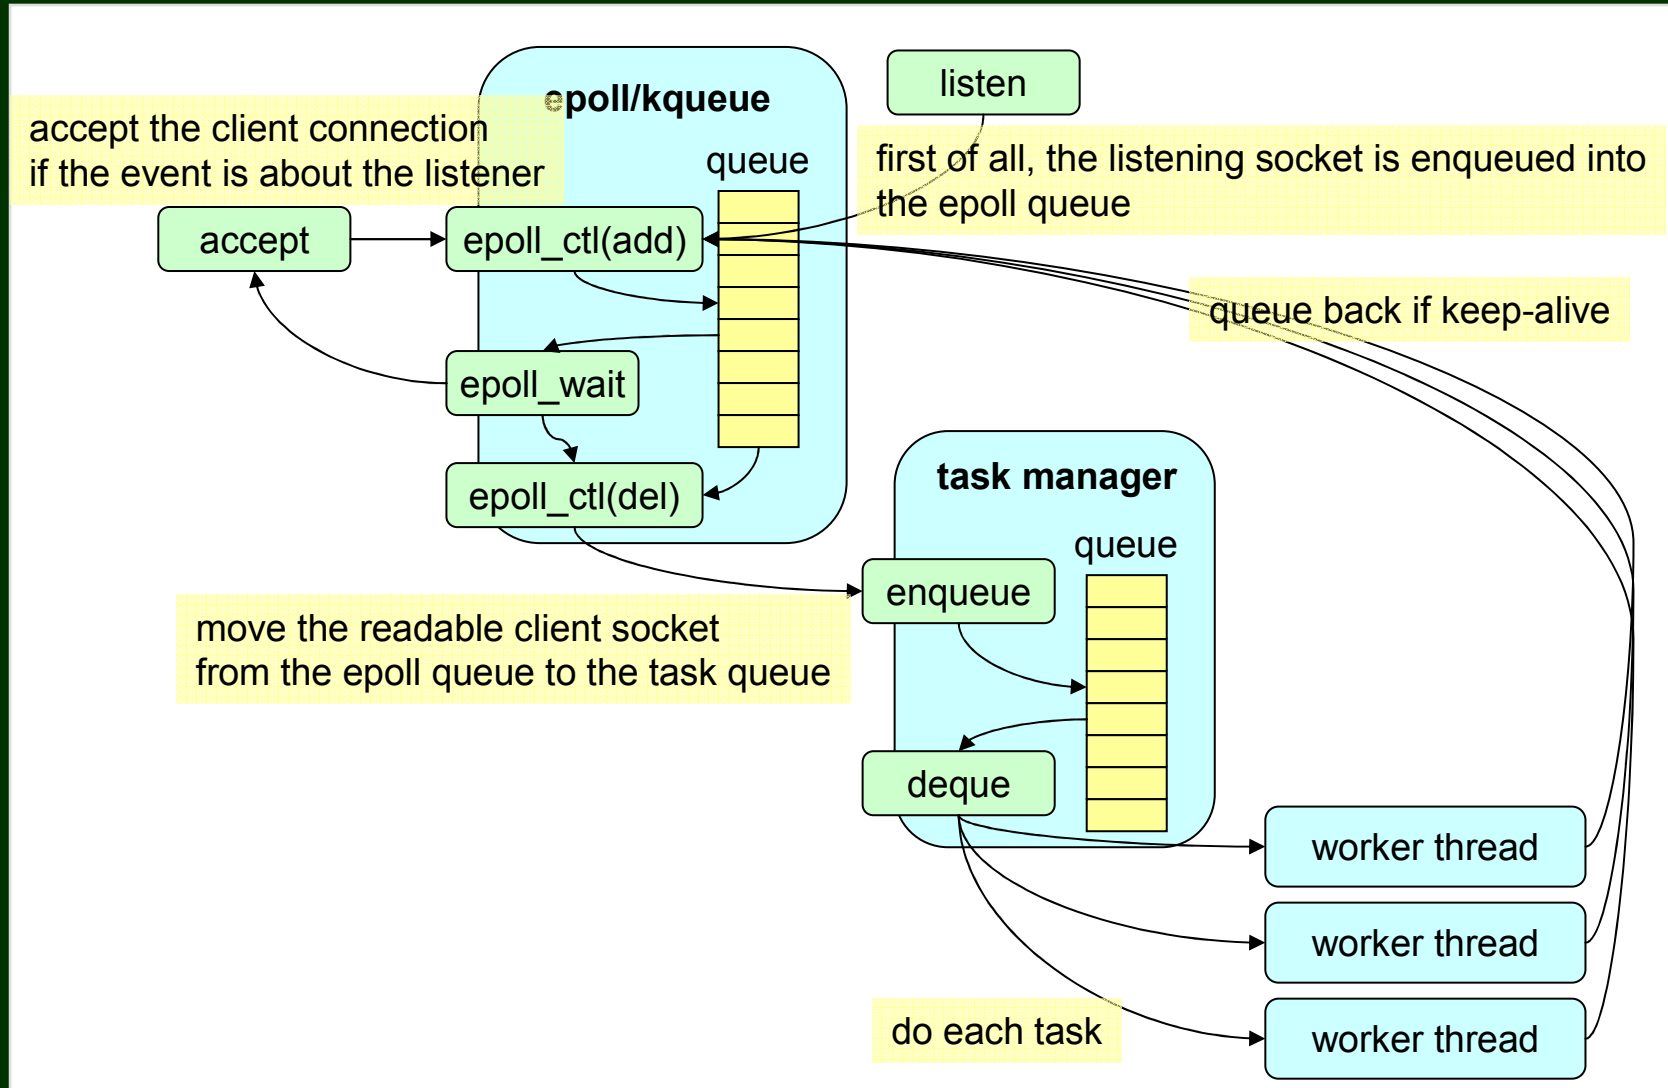 listen
epoll/kqueue
accept the client connection
if the event is about the listener
queue
first of all, the listening socket is enqueued into
the epoll queue
accept
epoll_ctl(add)
queue back if keep-alive
epoll_wait
epoll_ctl(del)
task manager
queue
enqueue
move the readable client socket
from the epoll queue to the task queue
deque
worker thread
worker thread
do each task
worker thread